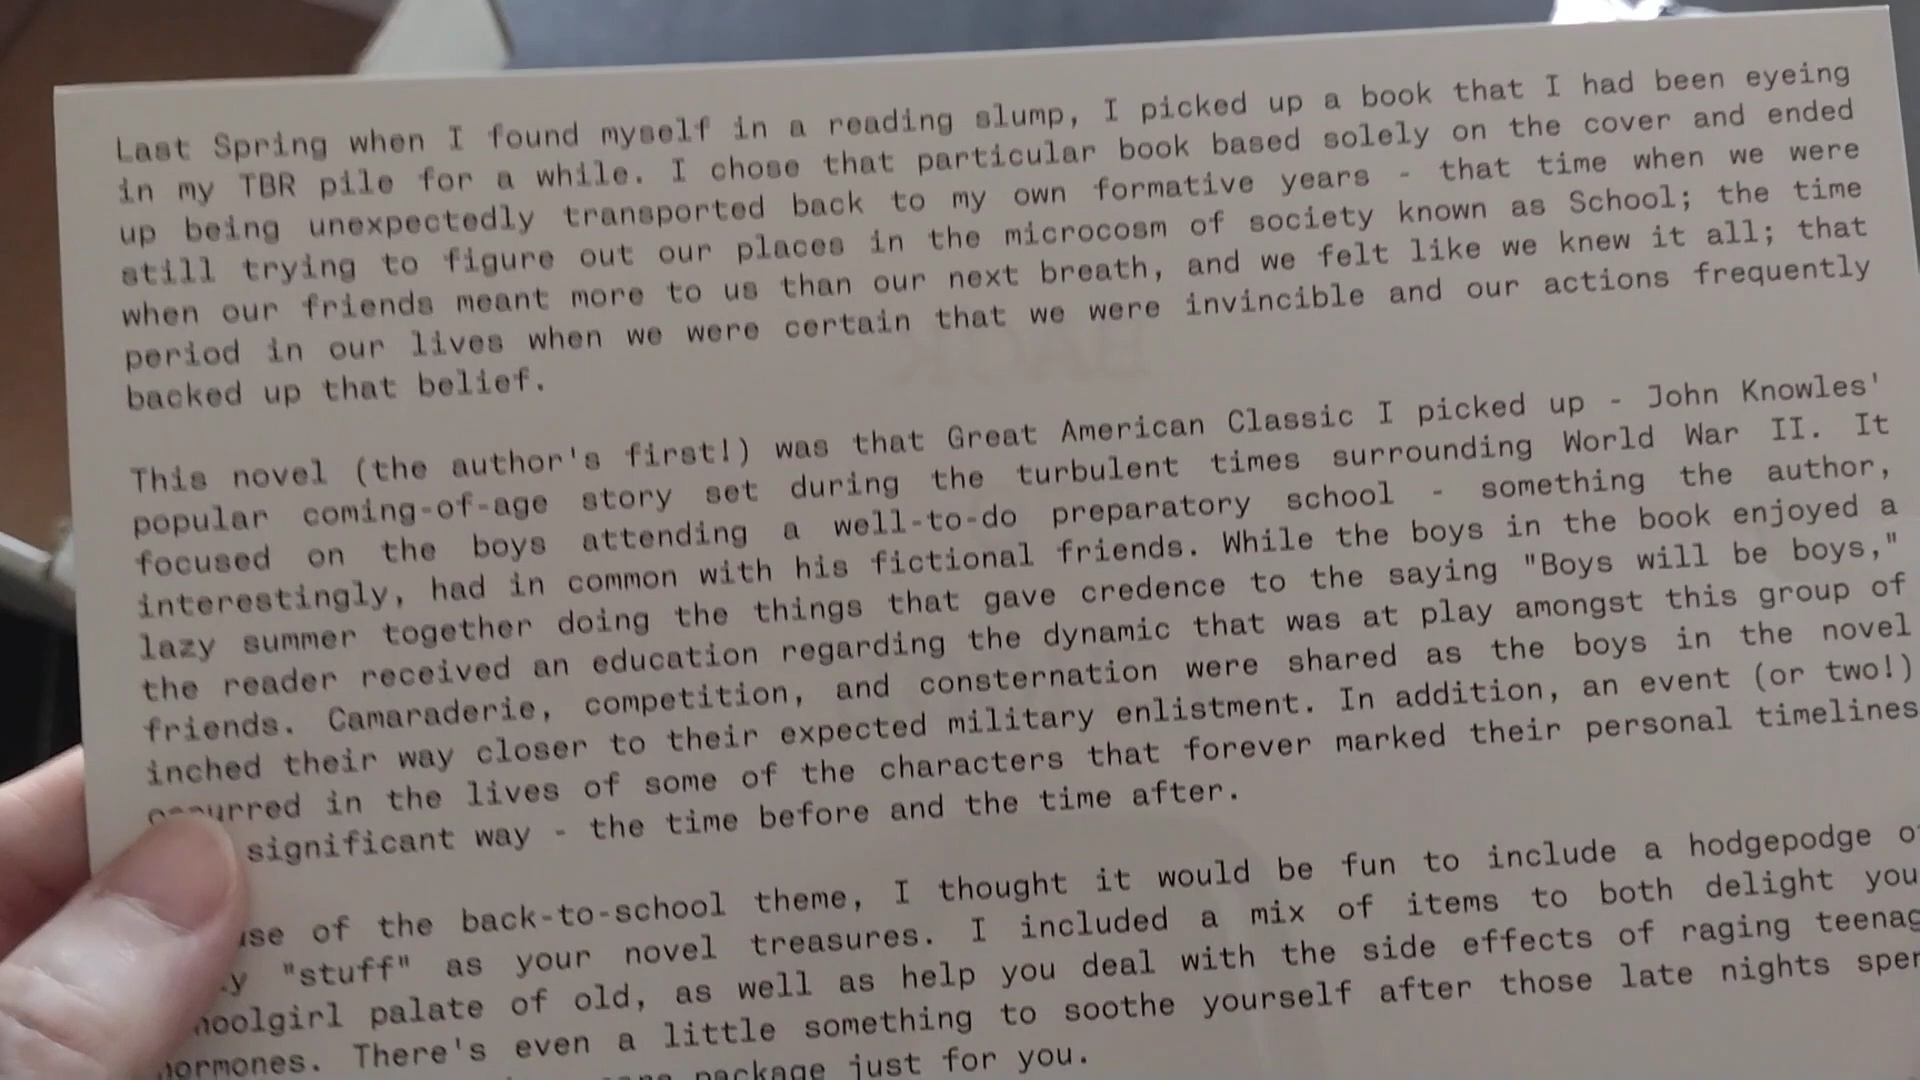 Last Spring when I found myself in a reading slump, I picked up a book that I had been eyeing
in my TBR pile for a while. I chose that particular book based solely on the cover and ended
up being unexpectedly transported back to my own formative years - that time when we were
still trying to figure out our places in the microcosm of society known as School; the time
when our friends meant more to us than our next breath, and we felt like we knew it all; that
period in our lives when we were certain that we were invincible and our actions frequently
backed up that belief.
This novel (the author's first!) was that Great American Classic I picked up - John Knowles'
popular coming-of-age story set during the turbulent times surrounding World War II. It
focused on the boys attending a well-to-do preparatory school - something the author,
interestingly, had in common with his fictional friends. While the boys in the book enjoyed a
lazy summer together doing the things that gave credence to the saying "Boys will be boys,"
the reader received an education regarding the dynamic that was at play amongst this group of
friends. Camaraderie, competition, and consternation were shared as the boys in the novel
inched their way closer to their expected military enlistment. In addition, an event (or two!)
occurred in the lives of some of the characters that forever marked their personal timelines
significant way - the time before and the time after.
of the back-to-school theme, I thought it would be fun to include a hodgepodge
"stuff" as your novel treasures. I included a mix of items to both delight
palate of old, as well as help you deal with the side effects of raging
hormones. There's even a little something to soothe yourself after those late nights
package just for you.